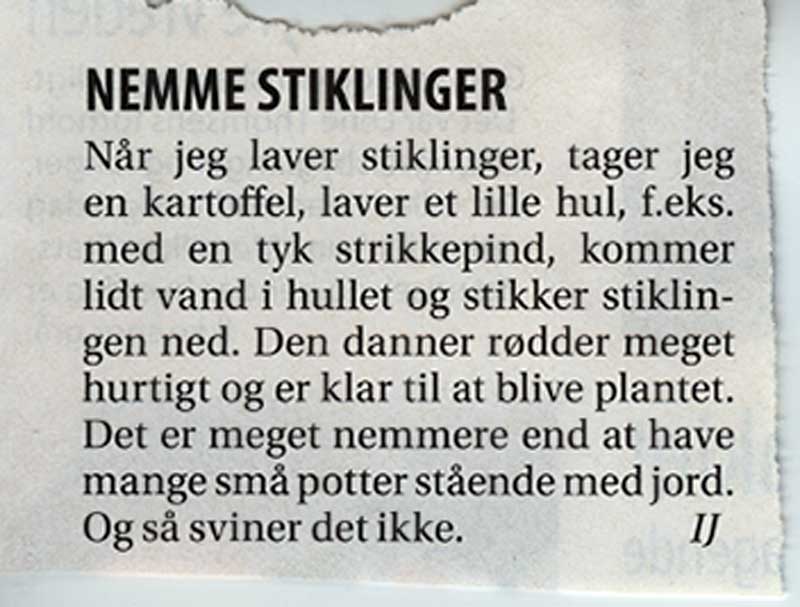 NEMME STIKLINGER
Når jeg laver stiklinger, tager jeg
en kartoffel, laver et lille hul, f.eks.
med en tyk strikkepind, kommer
lidt vand i hullet og stikker stiklin-
gen ned. Den danner rødder meget
hurtigt og er klar til at blive plantet.
Det er meget nemmere end at have
mange små potter stående med jord.
Og så sviner det ikke. IJ